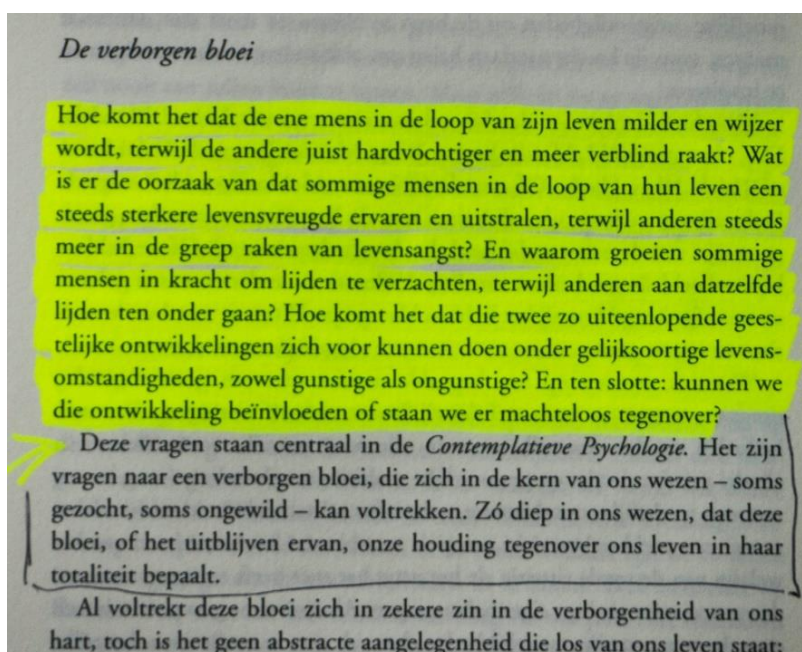 De verborgen bloei
Hoe komt het dat de ene mens in de loop van zijn leven milder en wijzer
wordt, terwijl de andere juist hardvochtiger en meer verblind raakt? Wat
is er de oorzaak van dat sommige mensen in de loop van hun leven een
steeds sterkere levensvreugde ervaren en uitstralen, terwijl anderen steeds
meer in de greep raken van levensangst? En waarom groeien sommige
mensen in kracht om lijden te verzachten, terwijl anderen aan datzelfde
lijden ten onder gaan? Hoe komt het dat die twee zo uiteenlopende gees-
telijke ontwikkelingen zich voor kunnen doen onder gelijksoortige levens-
omstandigheden, zowel gunstige als ongunstige? En ten slotte: kunnen we
die ontwikkeling beïnvloeden of staan we er machteloos tegenover?
Deze vragen staan centraal in de Contemplatieve Psychologie. Het zijn
vragen naar een verborgen bloei, die zich in de kern van ons wezen – soms
gezocht, soms ongewild – kan voltrekken. Zó diep in ons wezen, dat deze
bloei, of het uitblijven ervan, onze houding tegenover ons leven in haar
totaliteit bepaalt.
Al voltrekt deze bloei zich in zekere zin in de verborgenheid van ons
hart, toch is het geen abstracte aangelegenheid die los van ons leven staat: